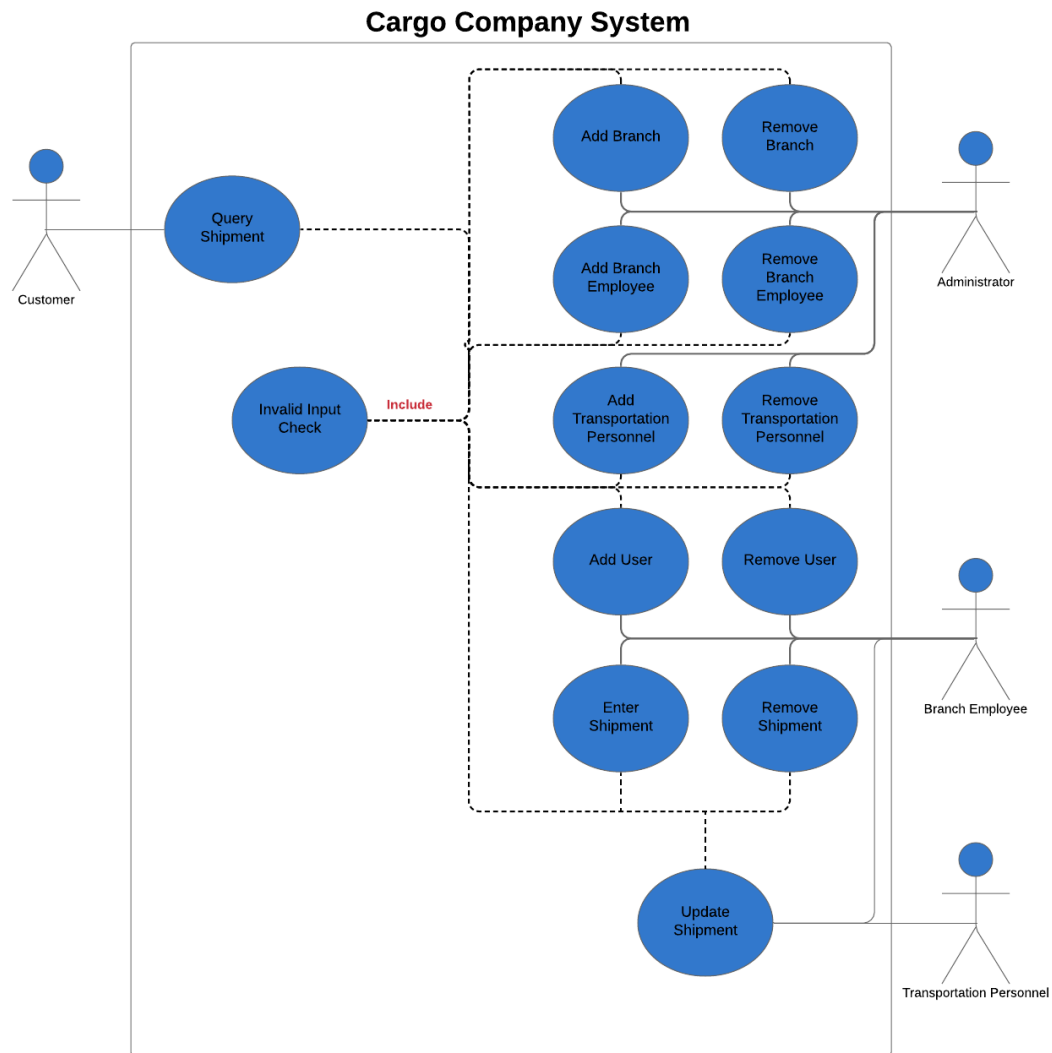 Cargo Company System
Add Branch
Remove
Branch
Query
Shipment
Customer
Add Branch
Employee
Remove
Branch
Employee
Administrator
Invalid Input
Check
Include
Add
Transportation
Personnel
Remove
Transportation
Personnel
Add User
Remove User
Enter
Shipment
Remove
Shipment
Branch Employee
Update
Shipment
Transportation Personnel